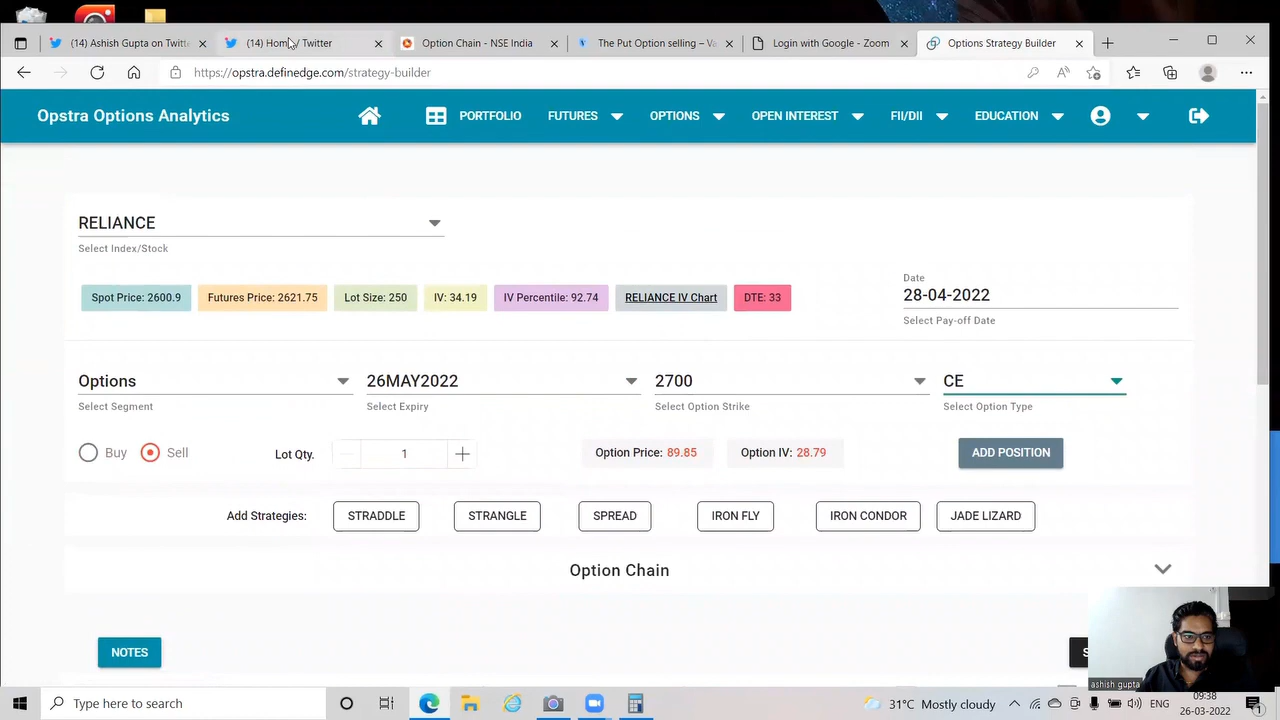 (14) Ashish Gupta on Twitt
(14) Home / Twitter
Option Chain - NSE India
The Put Option selling – Va
Login with Google - Zoom
Options Strategy Builder
https://opstra.definedge.com/strategy-builder
Opstra Options Analytics
PORTFOLIO
FUTURES
OPTIONS
OPEN INTEREST
FII/DII
EDUCATION
RELIANCE
Select Index/Stock
Spot Price: 2600.9
Futures Price: 2621.75
Lot Size: 250
IV: 34.19
IV Percentile: 92.74
RELIANCE IV Chart
DTE: 33
Date
28-04-2022
Select Pay-off Date
Options
Select Segment
26MAY2022
Select Expiry
2700
Select Option Strike
CE
Select Option Type
Buy
Sell
Lot Qty.
1
Option Price: 89.85
Option IV: 28.79
ADD POSITION
Add Strategies:
STRADDLE
STRANGLE
SPREAD
IRON FLY
IRON CONDOR
JADE LIZARD
Option Chain
NOTES
S
ashish gupta
Type here to search
31°C Mostly cloudy
ENG
09:38
26-03-2022
1